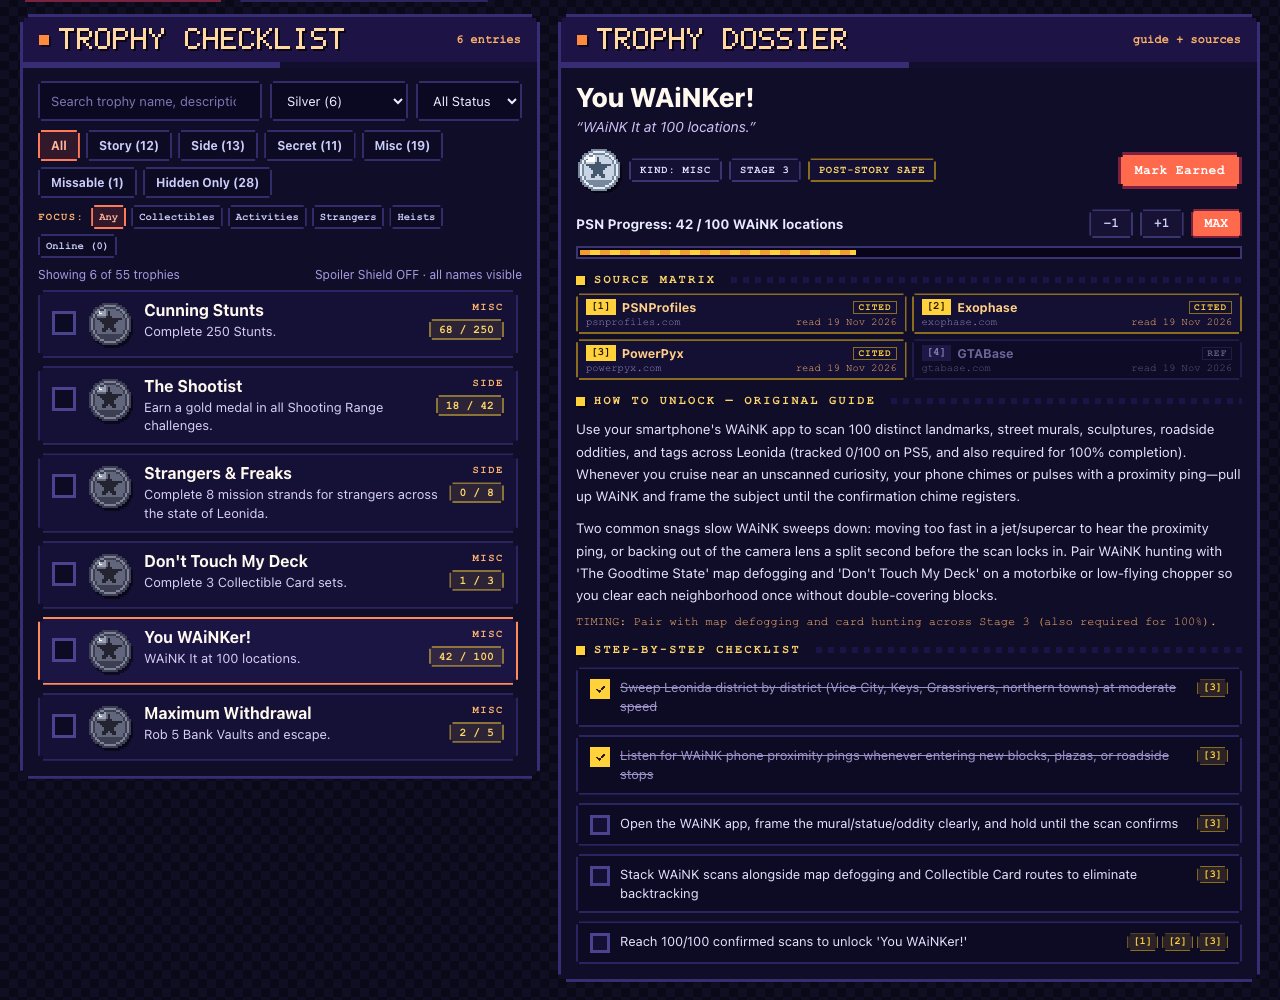 TROPHY CHECKLIST
6 entries
Search trophy name, descriptic
Silver (6)
All Status
All
Story (12)
Side (13)
Secret (11)
Misc (19)
Missable (1)
Hidden Only (28)
FOCUS:
Any
Collectibles
Activities
Strangers
Heists
Online (0)
Showing 6 of 55 trophies
Spoiler Shield OFF · all names visible
Cunning Stunts
MISC
Complete 250 Stunts.
68 / 250
The Shootist
SIDE
Earn a gold medal in all Shooting Range
challenges.
18 / 42
Strangers & Freaks
SIDE
Complete 8 mission strands for strangers across
the state of Leonida.
0 / 8
Don't Touch My Deck
MISC
Complete 3 Collectible Card sets.
1 / 3
You WAiNKer!
MISC
WAiNK It at 100 locations.
42 / 100
Maximum Withdrawal
MISC
Rob 5 Bank Vaults and escape.
2 / 5
TROPHY DOSSIER
guide + sources
You WAiNKer!
“WAiNK It at 100 locations.”
KIND: MISC
STAGE 3
POST-STORY SAFE
Mark Earned
PSN Progress: 42 / 100 WAiNK locations
−1
+1
MAX
SOURCE MATRIX
[1] PSNProfiles
CITED
psnprofiles.com
read 19 Nov 2026
[2] Exophase
CITED
exophase.com
read 19 Nov 2026
[3] PowerPyx
CITED
powerpyx.com
read 19 Nov 2026
[4] GTABase
REF
gtabase.com
read 19 Nov 2026
HOW TO UNLOCK — ORIGINAL GUIDE
Use your smartphone's WAiNK app to scan 100 distinct landmarks, street murals, sculptures, roadside
oddities, and tags across Leonida (tracked 0/100 on PS5, and also required for 100% completion).
Whenever you cruise near an unscanned curiosity, your phone chimes or pulses with a proximity ping—pull
up WAiNK and frame the subject until the confirmation chime registers.
Two common snags slow WAiNK sweeps down: moving too fast in a jet/supercar to hear the proximity
ping, or backing out of the camera lens a split second before the scan locks in. Pair WAiNK hunting with
'The Goodtime State' map defogging and 'Don't Touch My Deck' on a motorbike or low-flying chopper so
you clear each neighborhood once without double-covering blocks.
TIMING: Pair with map defogging and card hunting across Stage 3 (also required for 100%).
STEP-BY-STEP CHECKLIST
Sweep Leonida district by district (Vice City, Keys, Grassrivers, northern towns) at moderate
speed
[3]
Listen for WAiNK phone proximity pings whenever entering new blocks, plazas, or roadside
stops
[3]
Open the WAiNK app, frame the mural/statue/oddity clearly, and hold until the scan confirms
[3]
Stack WAiNK scans alongside map defogging and Collectible Card routes to eliminate
backtracking
[3]
Reach 100/100 confirmed scans to unlock 'You WAiNKer!'
[1] [2] [3]